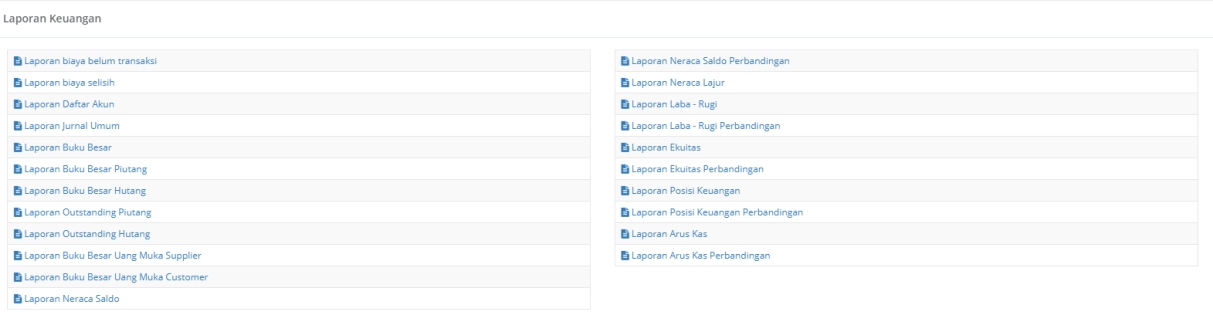 Laporan Keuangan
Laporan biaya belum transaksi
Laporan biaya selisih
Laporan Daftar Akun
Laporan Jurnal Umum
Laporan Buku Besar
Laporan Buku Besar Piutang
Laporan Buku Besar Hutang
Laporan Outstanding Piutang
Laporan Outstanding Hutang
Laporan Buku Besar Uang Muka Supplier
Laporan Buku Besar Uang Muka Customer
Laporan Neraca Saldo
Laporan Neraca Saldo Perbandingan
Laporan Neraca Lajur
Laporan Laba - Rugi
Laporan Laba - Rugi Perbandingan
Laporan Ekuitas
Laporan Ekuitas Perbandingan
Laporan Posisi Keuangan
Laporan Posisi Keuangan Perbandingan
Laporan Arus Kas
Laporan Arus Kas Perbandingan